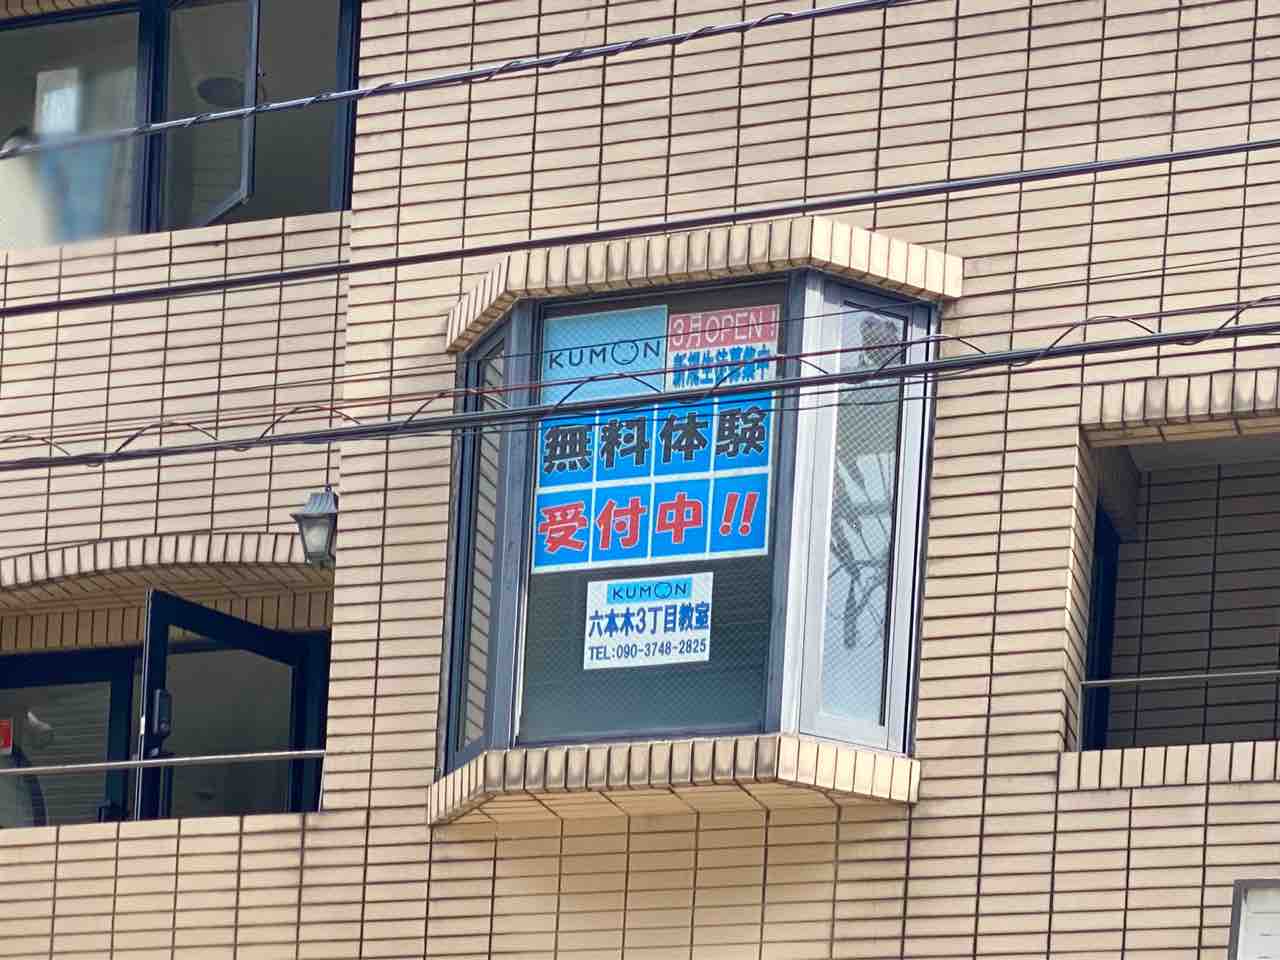 KUMON
3月OPEN!
新規生徒募集中
無料体験
受付中!!
KUMON
六本木3丁目教室
TEL:090-3748-2825